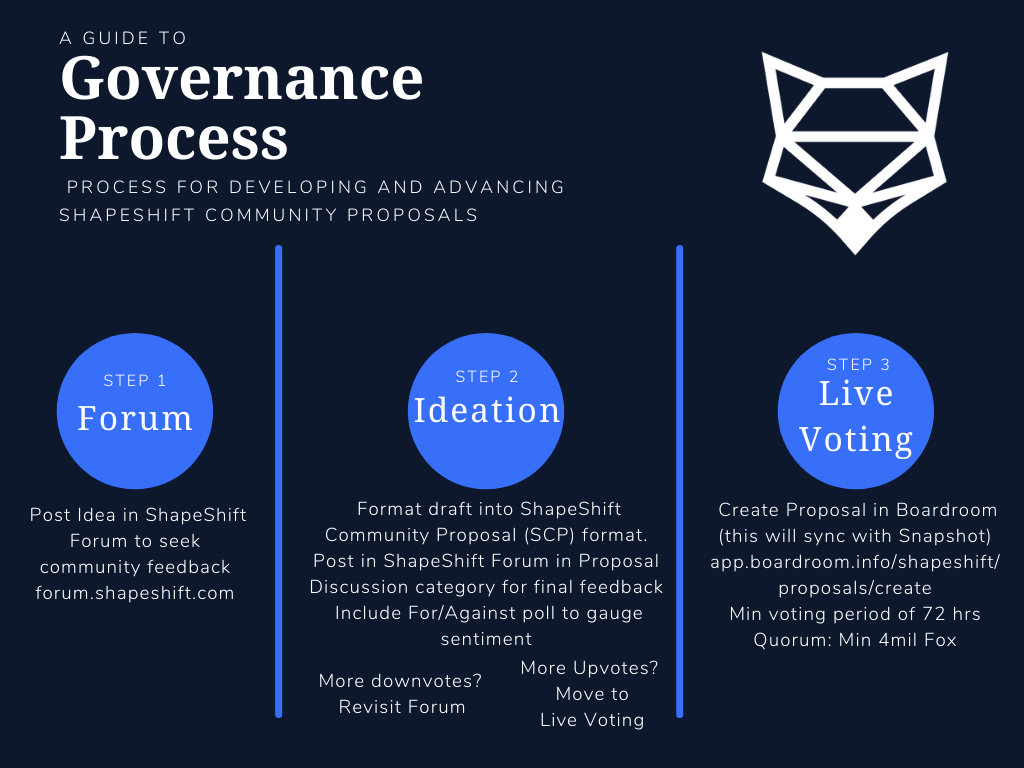 A GUIDE TO
Governance
Process
PROCESS FOR DEVELOPING AND ADVANCING
SHAPESHIFT COMMUNITY PROPOSALS
STEP 1
Forum
Post Idea in ShapeShift
Forum to seek
community feedback
forum.shapeshift.com
STEP 2
Ideation
Format draft into ShapeShift
Community Proposal (SCP) format.
Post in ShapeShift Forum in Proposal
Discussion category for final feedback
Include For/Against poll to gauge
sentiment
More downvotes?
Revisit Forum
More Upvotes?
Move to
Live Voting
STEP 3
Live
Voting
Create Proposal in Boardroom
(this will sync with Snapshot)
app.boardroom.info/shapeshift/
proposals/create
Min voting period of 72 hrs
Quorum: Min 4mil Fox